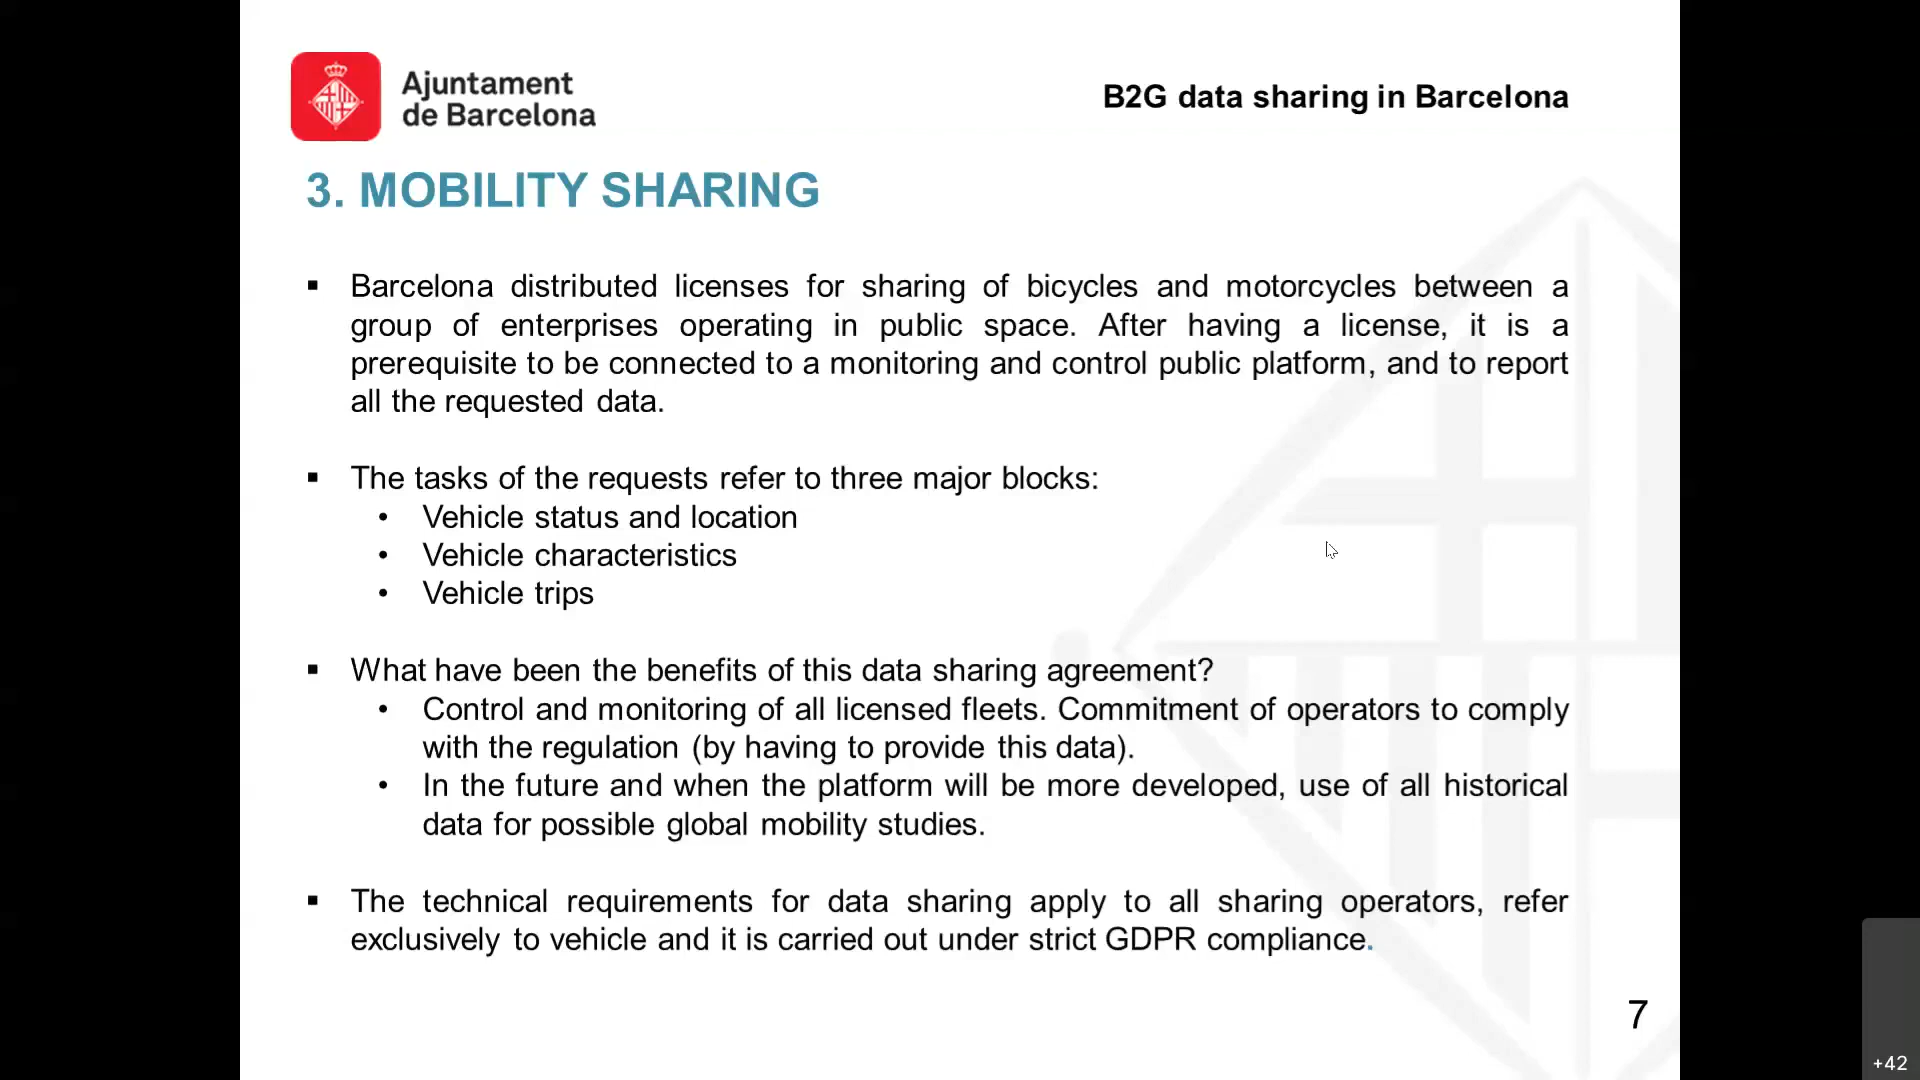 Ajuntament
de Barcelona
B2G data sharing in Barcelona
3. MOBILITY SHARING
▪ Barcelona distributed licenses for sharing of bicycles and motorcycles between a
group of enterprises operating in public space. After having a license, it is a
prerequisite to be connected to a monitoring and control public platform, and to report
all the requested data.
▪ The tasks of the requests refer to three major blocks:
• Vehicle status and location
• Vehicle characteristics
• Vehicle trips
▪ What have been the benefits of this data sharing agreement?
• Control and monitoring of all licensed fleets. Commitment of operators to comply
with the regulation (by having to provide this data).
• In the future and when the platform will be more developed, use of all historical
data for possible global mobility studies.
▪ The technical requirements for data sharing apply to all sharing operators, refer
exclusively to vehicle and it is carried out under strict GDPR compliance.
7
+42